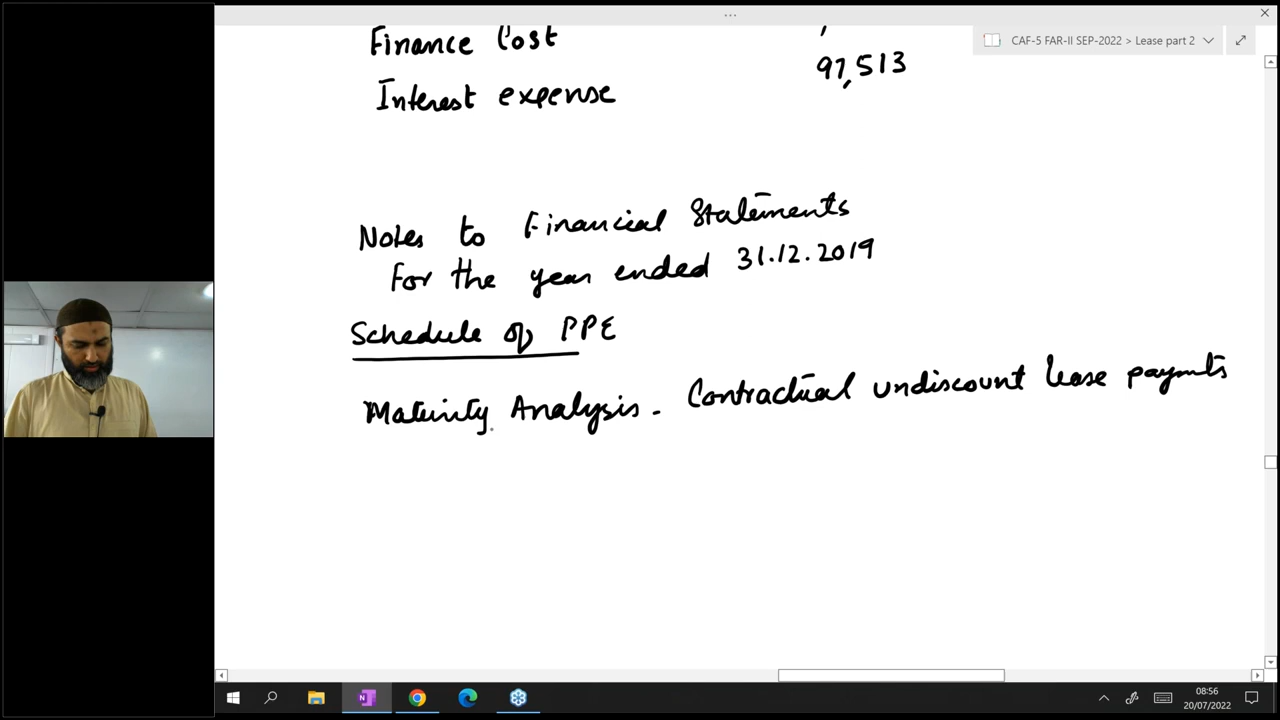 CAF-5 FAR-II SEP-2022 > Lease part 2
Finance Cost
Interest expense 97,513
Notes to Financial Statements
For the year ended 31.12.2019
Schedule of PPE
Maturity Analysis - Contractual undiscount lease paymnts
08:56
20/07/2022